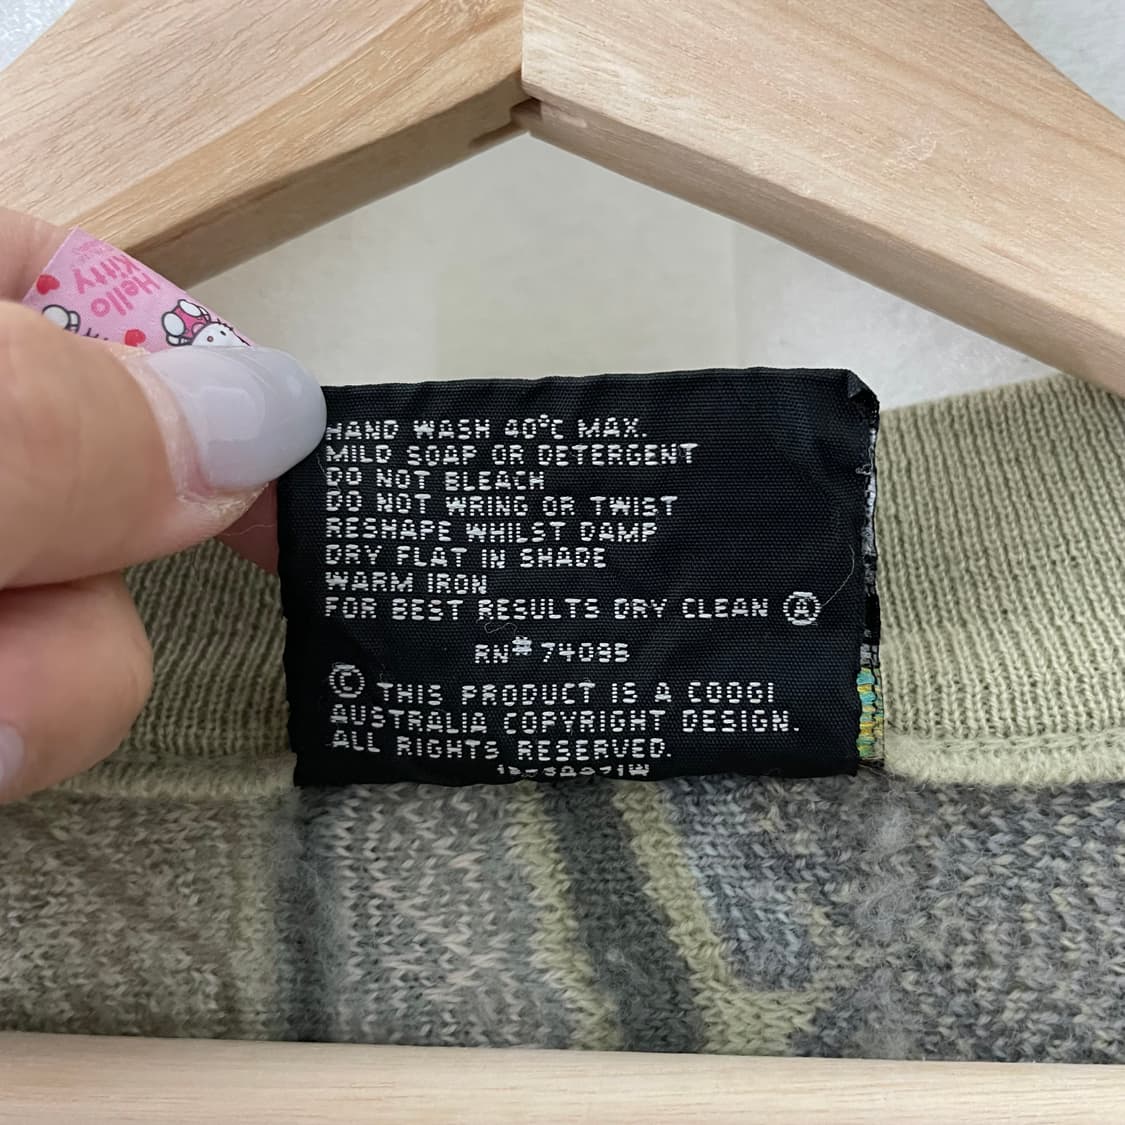 Hello
Kitty
HAND WASH 40°C MAX.
MILD SOAP OR DETERGENT
DO NOT BLEACH
DO NOT WRING OR TWIST
RESHAPE WHILST DAMP
DRY FLAT IN SHADE
WARM IRON
FOR BEST RESULTS DRY CLEAN Ⓐ
RN# 74085
© THIS PRODUCT IS A COOGI
AUSTRALIA COPYRIGHT DESIGN.
ALL RIGHTS RESERVED.